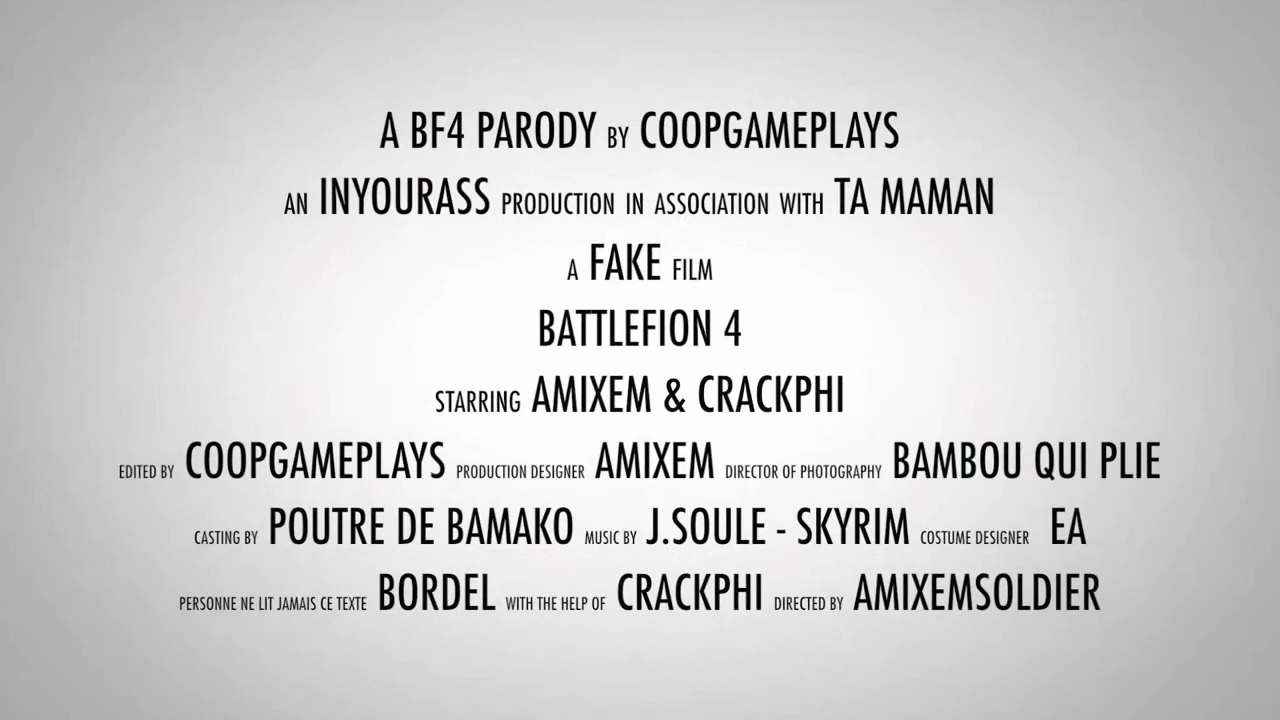 A BF4 PARODY BY COOPGAMEPLAYS
AN INYOURASS PRODUCTION IN ASSOCIATION WITH TA MAMAN
A FAKE FILM
BATTLEFION 4
STARRING AMIXEM & CRACKPHI
EDITED BY COOPGAMEPLAYS PRODUCTION DESIGNER AMIXEM DIRECTOR OF PHOTOGRAPHY BAMBOU QUI PLIE
CASTING BY POUTRE DE BAMAKO MUSIC BY J.SOULE - SKYRIM COSTUME DESIGNER EA
PERSONNE NE LIT JAMAIS CE TEXTE BORDEL WITH THE HELP OF CRACKPHI DIRECTED BY AMIXEMSOLDIER